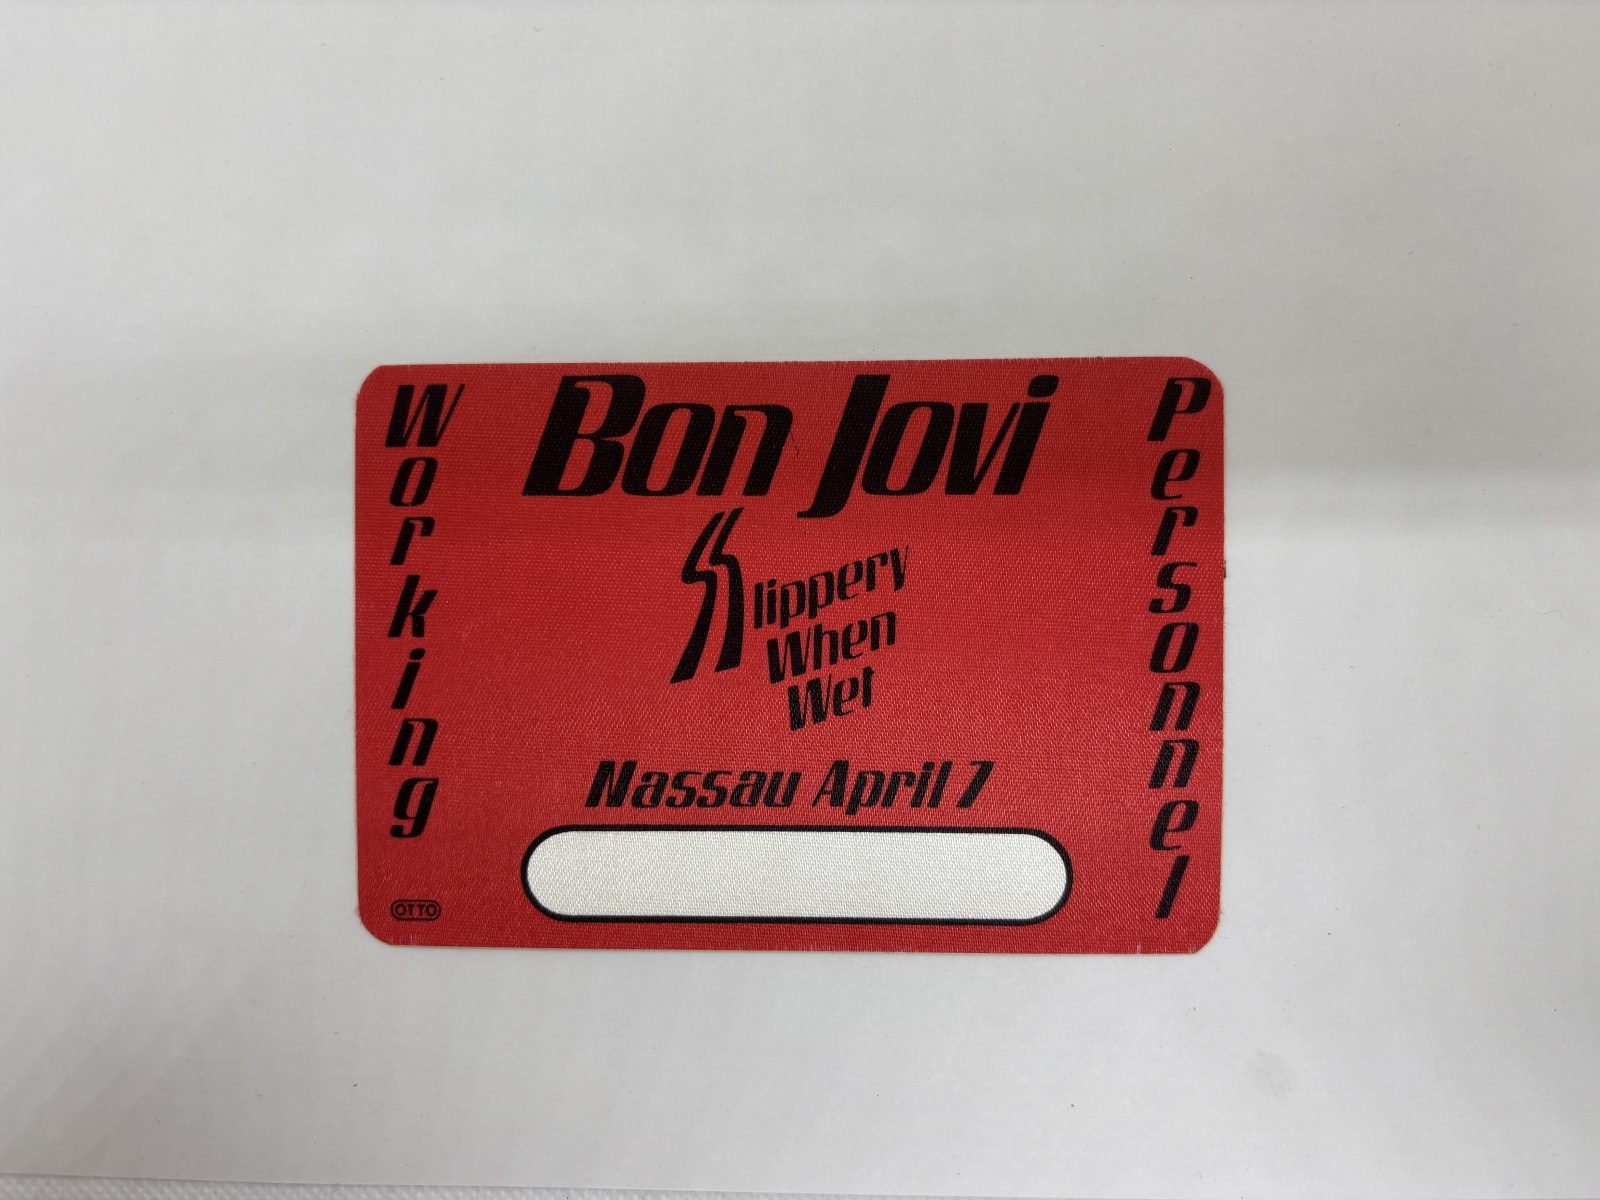 Working
Bon Jovi
Slippery
When
Wet
Nassau April 7
Personnel
OTTO